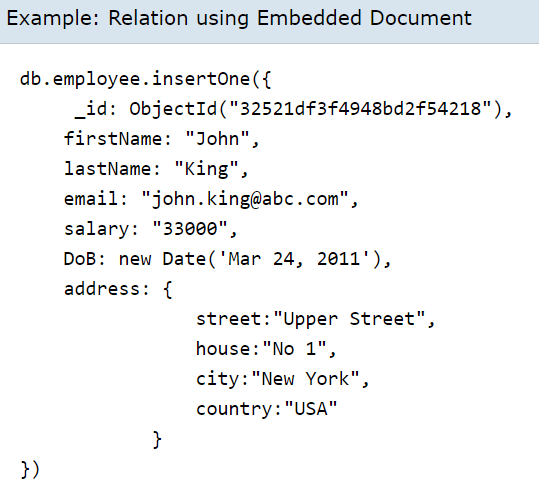 Example: Relation using Embedded Document
db.employee.insertOne({
_id: ObjectId("32521df3f4948bd2f54218"),
firstName: "John",
lastName: "King",
email: "john.king@abc.com",
salary: "33000",
DoB: new Date('Mar 24, 2011'),
address: {
street:"Upper Street",
house:"No 1",
city:"New York",
country:"USA"
}
})